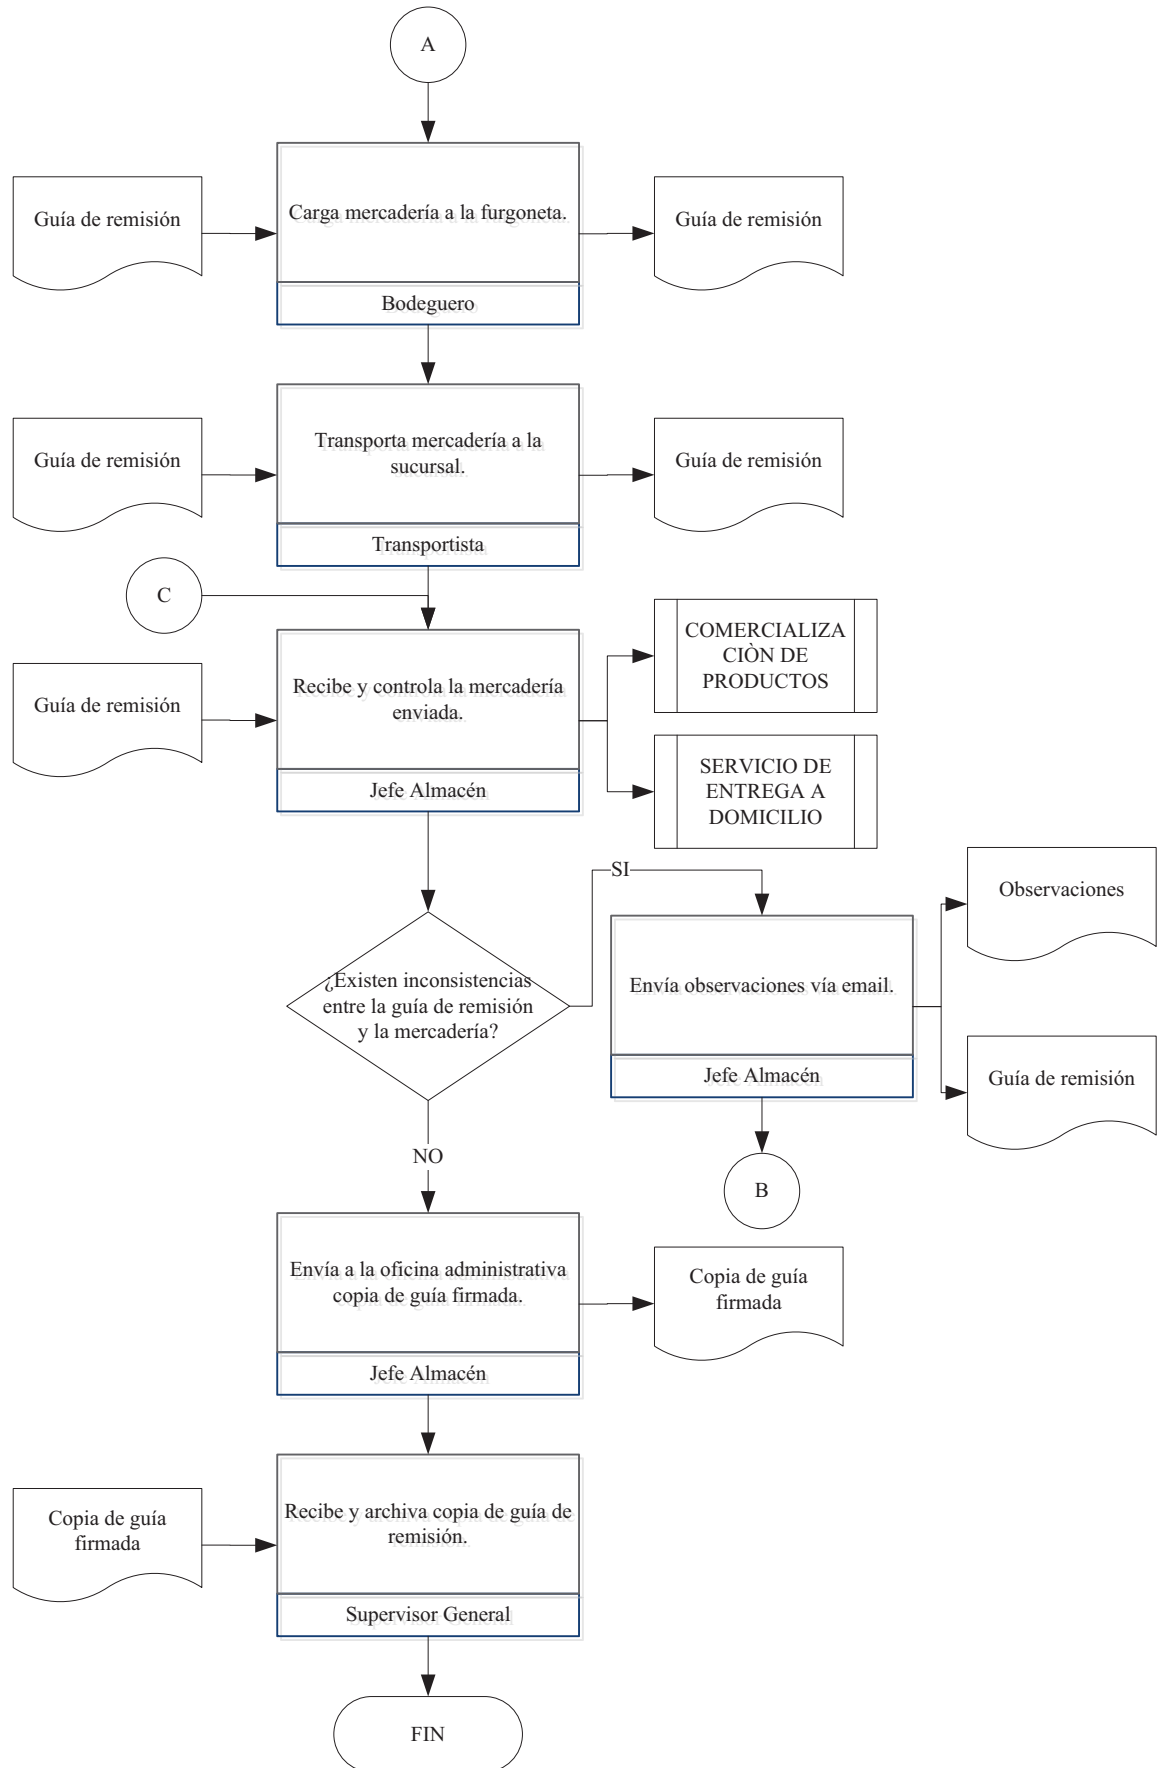 A
Guía de remisión
Carga mercadería a la furgoneta.
Guía de remisión
Bodeguero
Guía de remisión
Transporta mercadería a la
sucursal.
Guía de remisión
Transportista
C
Guía de remisión
Recibe y controla la mercadería
enviada.
Jefe Almacén
COMERCIALIZA
CIÒN DE
PRODUCTOS
SERVICIO DE
ENTREGA A
DOMICILIO
SI
¿Existen inconsistencias
entre la guía de remisión
y la mercadería?
Envía observaciones vía email.
Jefe Almacén
Observaciones
Guía de remisión
B
NO
Envía a la oficina administrativa
copia de guía firmada.
Jefe Almacén
Copia de guía
firmada
Copia de guía
firmada
Recibe y archiva copia de guía de
remisión.
Supervisor General
FIN